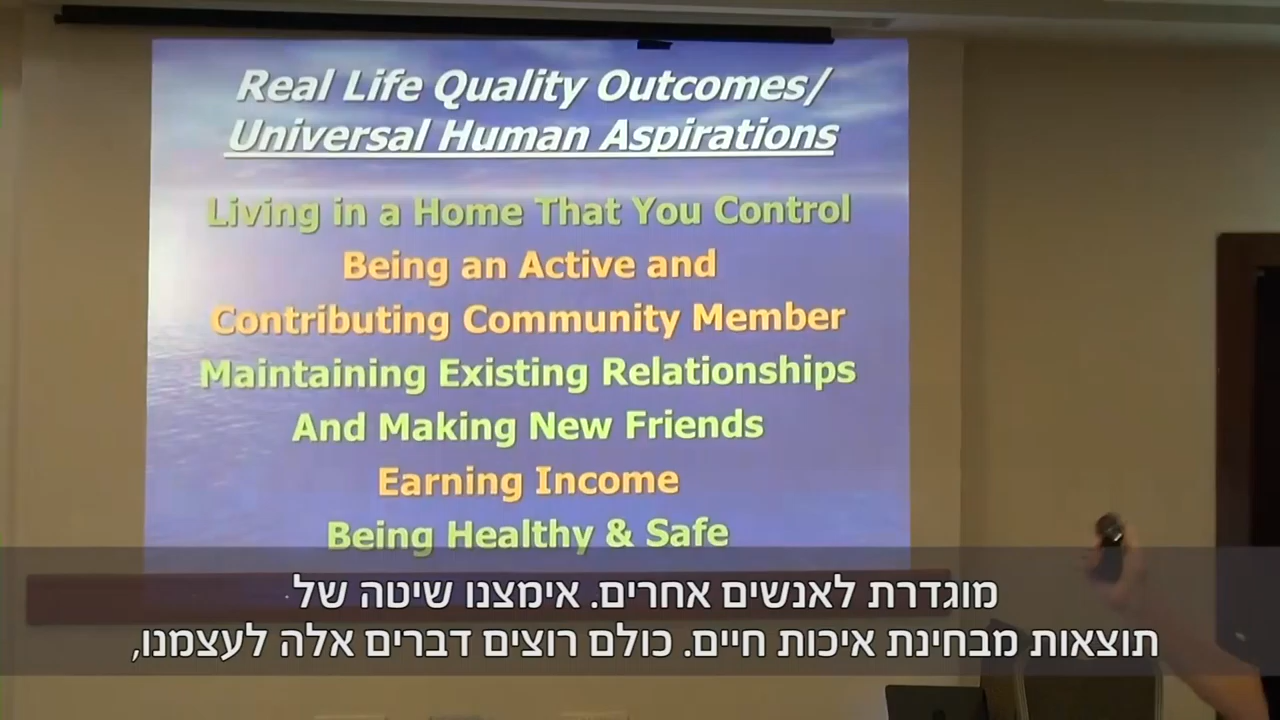 Real Life Quality Outcomes/
Universal Human Aspirations
Living in a Home That You Control
Being an Active and
Contributing Community Member
Maintaining Existing Relationships
And Making New Friends
Earning Income
Being Healthy & Safe
מוגדרת לאנשים אחרים. אימצנו שיטה של
תוצאות מבחינת איכות חיים. כולם רוצים דברים אלה לעצמנו,